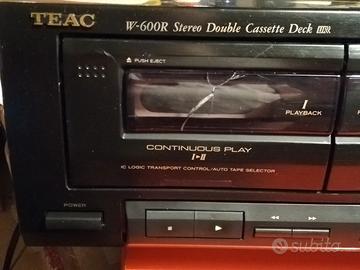 TEAC
W-600R Stereo Double Cassette Deck
PUSH EJECT
I
PLAYBACK
CONTINUOUS PLAY
I▶II
IC LOGIC TRANSPORT CONTROL/AUTO TAPE SELECTOR
POWER
subito.it